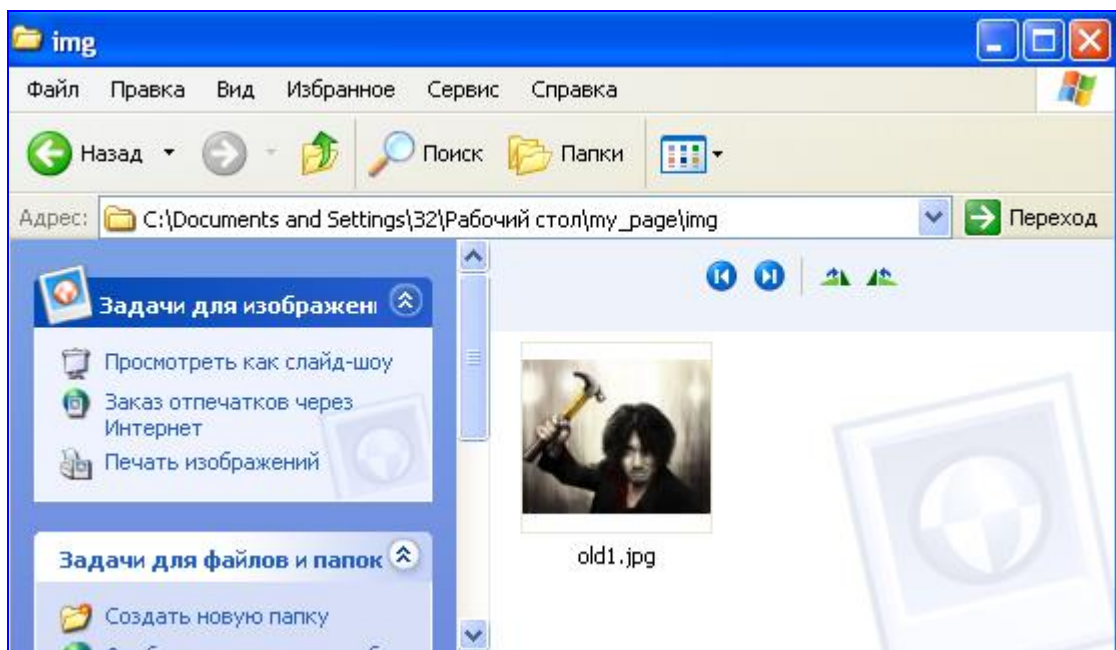 img
Файл Правка Вид Избранное Сервис Справка
Назад Поиск Папки
Адрес: C:\Documents and Settings\32\Рабочий стол\my_page\img Переход
Задачи для изображен
Просмотреть как слайд-шоу
Заказ отпечатков через
Интернет
Печать изображений
old1.jpg
Задачи для файлов и папок
Создать новую папку